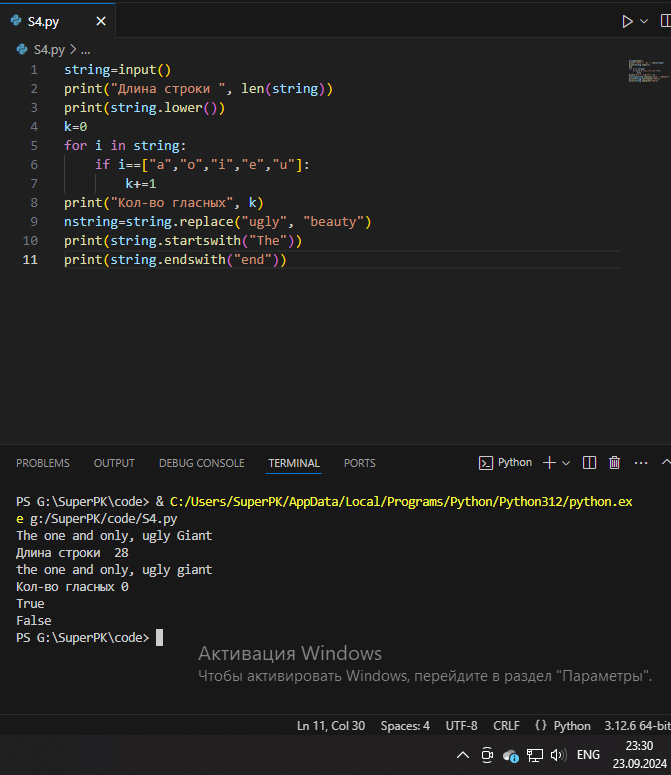 S4.py
S4.py > ...
1 string=input()
2 print("Длина строки ", len(string))
3 print(string.lower())
4 k=0
5 for i in string:
6     if i==["a","o","i","e","u"]:
7         k+=1
8 print("Кол-во гласных", k)
9 nstring=string.replace("ugly", "beauty")
10 print(string.startswith("The"))
11 print(string.endswith("end"))
PROBLEMS OUTPUT DEBUG CONSOLE TERMINAL PORTS Python
PS G:\SuperPK\code> & C:/Users/SuperPK/AppData/Local/Programs/Python/Python312/python.ex
e g:/SuperPK/code/S4.py
The one and only, ugly Giant
Длина строки  28
the one and only, ugly giant
Кол-во гласных 0
True
False
PS G:\SuperPK\code>
Активация Windows
Чтобы активировать Windows, перейдите в раздел "Параметры".
Ln 11, Col 30 Spaces: 4 UTF-8 CRLF {} Python 3.12.6 64-bit
ENG
23:30
23.09.2024